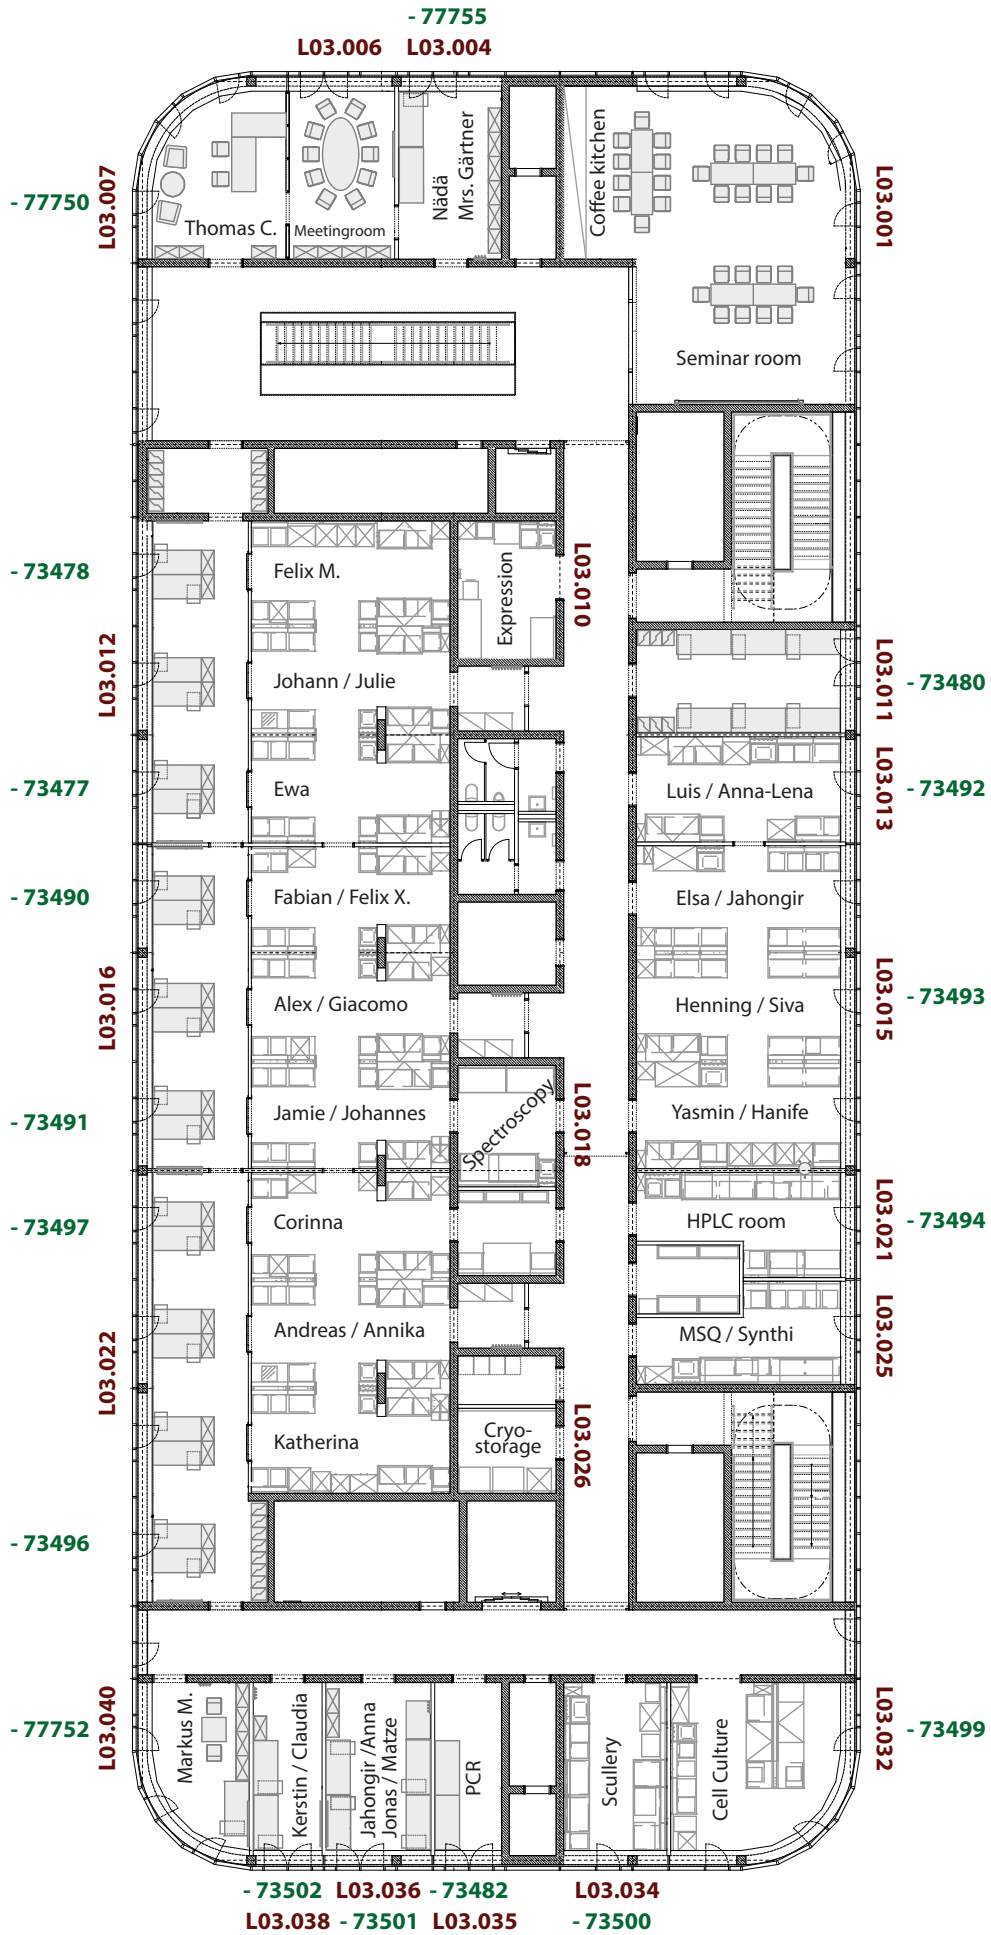 - 77755
L03.006 L03.004
L03.007
- 77750
Thomas C.
Meetingroom
Nädä
Mrs. Gärtner
Coffee kitchen
L03.001
Seminar room
- 73478
Felix M.
Expression
L03.010
L03.012
Johann / Julie
L03.011
- 73480
- 73477
Ewa
Luis / Anna-Lena
L03.013
- 73492
- 73490
Fabian / Felix X.
Elsa / Jahongir
L03.016
Alex / Giacomo
Henning / Siva
L03.015
- 73493
- 73491
Jamie / Johannes
Spectroscopy
L03.018
Yasmin / Hanife
- 73497
Corinna
HPLC room
L03.021
- 73494
L03.022
Andreas / Annika
MSQ / Synthi
L03.025
Katherina
Cryo-
storage
L03.026
- 73496
- 77752
L03.040
Markus M.
Kerstin / Claudia
Jahongir /Anna
Jonas / Matze
PCR
Scullery
Cell Culture
L03.032
- 73499
- 73502 L03.036 - 73482 L03.034
L03.038 - 73501 L03.035 - 73500